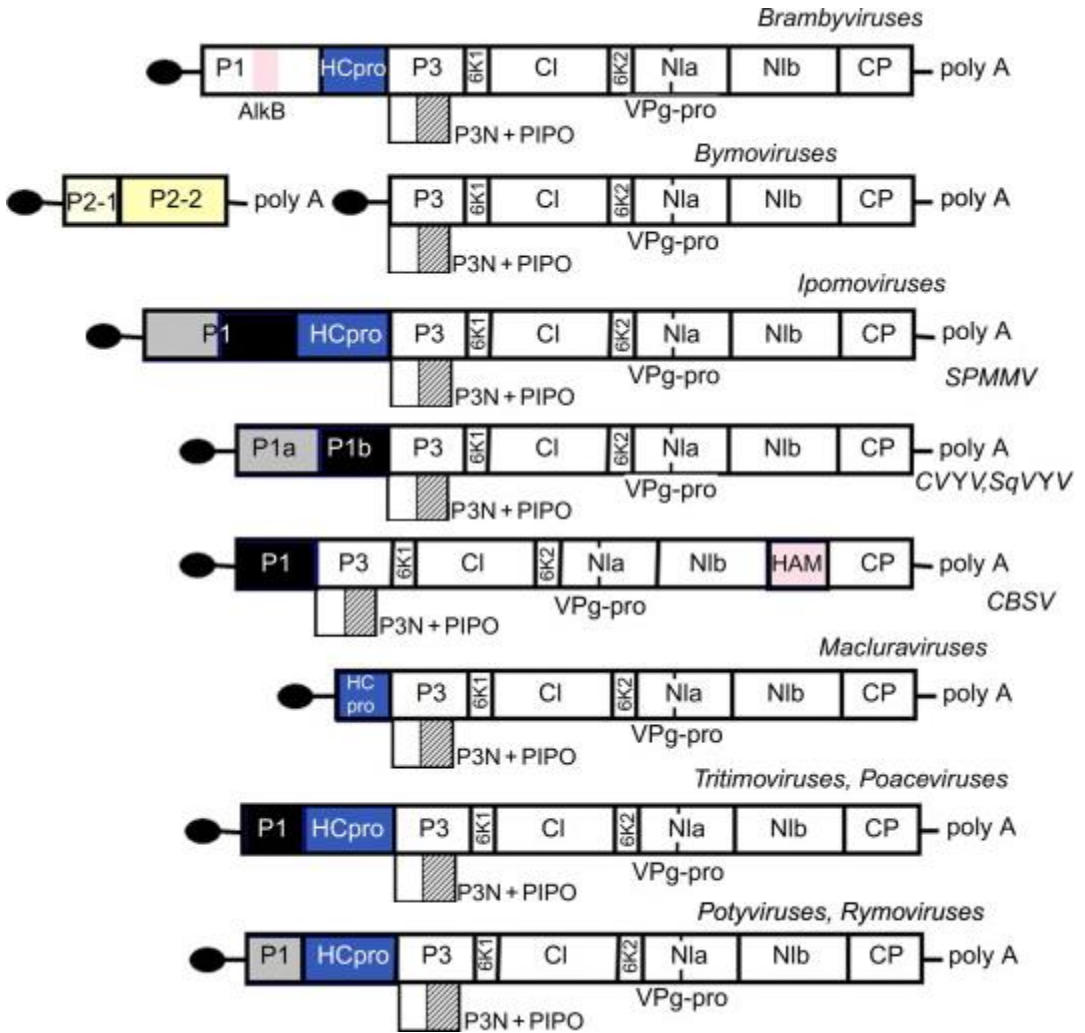 Brambyviruses
P1 HCpro P3 6K1 CI 6K2 NIa NIb CP poly A
AlkB VPg-pro
P3N + PIPO
Bymoviruses
P2-1 P2-2 poly A P3 6K1 CI 6K2 NIa NIb CP poly A
VPg-pro
P3N + PIPO
Ipomoviruses
P1 HCpro P3 6K1 CI 6K2 NIa NIb CP poly A
VPg-pro SPMMV
P3N + PIPO
P1a P1b P3 6K1 CI 6K2 NIa NIb CP poly A
VPg-pro CVYV,SqVYV
P3N + PIPO
P1 P3 6K1 CI 6K2 NIa NIb HAM CP poly A
VPg-pro CBSV
P3N + PIPO
Macluraviruses
HC
pro P3 6K1 CI 6K2 NIa NIb CP poly A
VPg-pro
P3N + PIPO
Tritimoviruses, Poaceviruses
P1 HCpro P3 6K1 CI 6K2 NIa NIb CP poly A
VPg-pro
P3N + PIPO
Potyviruses, Rymoviruses
P1 HCpro P3 6K1 CI 6K2 NIa NIb CP poly A
VPg-pro
P3N + PIPO